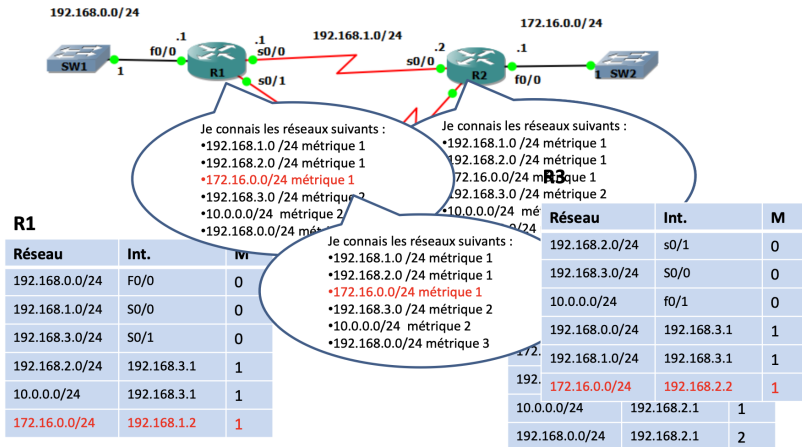 192.168.0.0/24
172.16.0.0/24
192.168.1.0/24
.1
.1
.2
.1
f0/0
s0/0
s0/0
f0/0
SW1
1
R1
s0/1
R2
1
SW2
Je connais les réseaux suivants :
•192.168.1.0 /24 métrique 1
•192.168.2.0 /24 métrique 1
•172.16.0.0/24 métrique 1
•192.168.3.0 /24 métrique 2
•10.0.0.0/24 métrique 2
•192.168.0.0/24
Je connais les réseaux suivants :
•192.168.1.0 /24 métrique 1
•192.168.2.0 /24 métrique 1
•172.16.0.0/24 métrique 1
•192.168.3.0 /24 métrique 2
•10.0.0.0/24
Je connais les réseaux suivants :
•192.168.1.0 /24 métrique 1
•192.168.2.0 /24 métrique 1
•172.16.0.0/24 métrique 1
•192.168.3.0 /24 métrique 2
•10.0.0.0/24 métrique 2
•192.168.0.0/24 métrique 3
R1
Réseau Int. M
192.168.0.0/24 F0/0 0
192.168.1.0/24 S0/0 0
192.168.3.0/24 S0/1 0
192.168.2.0/24 192.168.3.1 1
10.0.0.0/24 192.168.3.1 1
172.16.0.0/24 192.168.1.2 1
R3
Réseau Int. M
192.168.2.0/24 s0/1 0
192.168.3.0/24 S0/0 0
10.0.0.0/24 f0/1 0
192.168.0.0/24 192.168.3.1 1
192.168.1.0/24 192.168.3.1 1
172.16.0.0/24 192.168.2.2 1
172.
192.
10.0.0.0/24 192.168.2.1 1
192.168.0.0/24 192.168.2.1 2